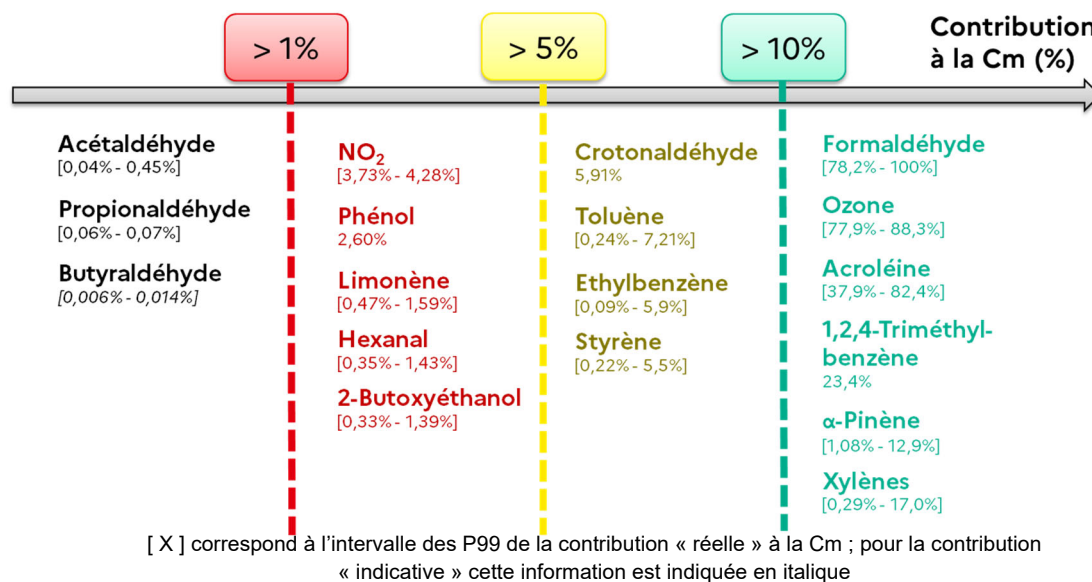 > 1%
> 5%
> 10%
Contribution
à la Cm (%)
Acétaldéhyde
[0,04% - 0,45%]
Propionaldéhyde
[0,06% - 0,07%]
Butyraldéhyde
[0,006% - 0,014%]
NO₂
[3,73% - 4,28%]
Phénol
2,60%
Limonène
[0,47% - 1,59%]
Hexanal
[0,35% - 1,43%]
2-Butoxyéthanol
[0,33% - 1,39%]
Crotonaldéhyde
5,91%
Toluène
[0,24% - 7,21%]
Ethylbenzène
[0,09% - 5,9%]
Styrène
[0,22% - 5,5%]
Formaldéhyde
[78,2% - 100%]
Ozone
[77,9% - 88,3%]
Acroléine
[37,9% - 82,4%]
1,2,4-Triméthyl-
benzène
23,4%
α-Pinène
[1,08% - 12,9%]
Xylènes
[0,29% - 17,0%]
[ X ] correspond à l'intervalle des P99 de la contribution « réelle » à la Cm ; pour la contribution
« indicative » cette information est indiquée en italique